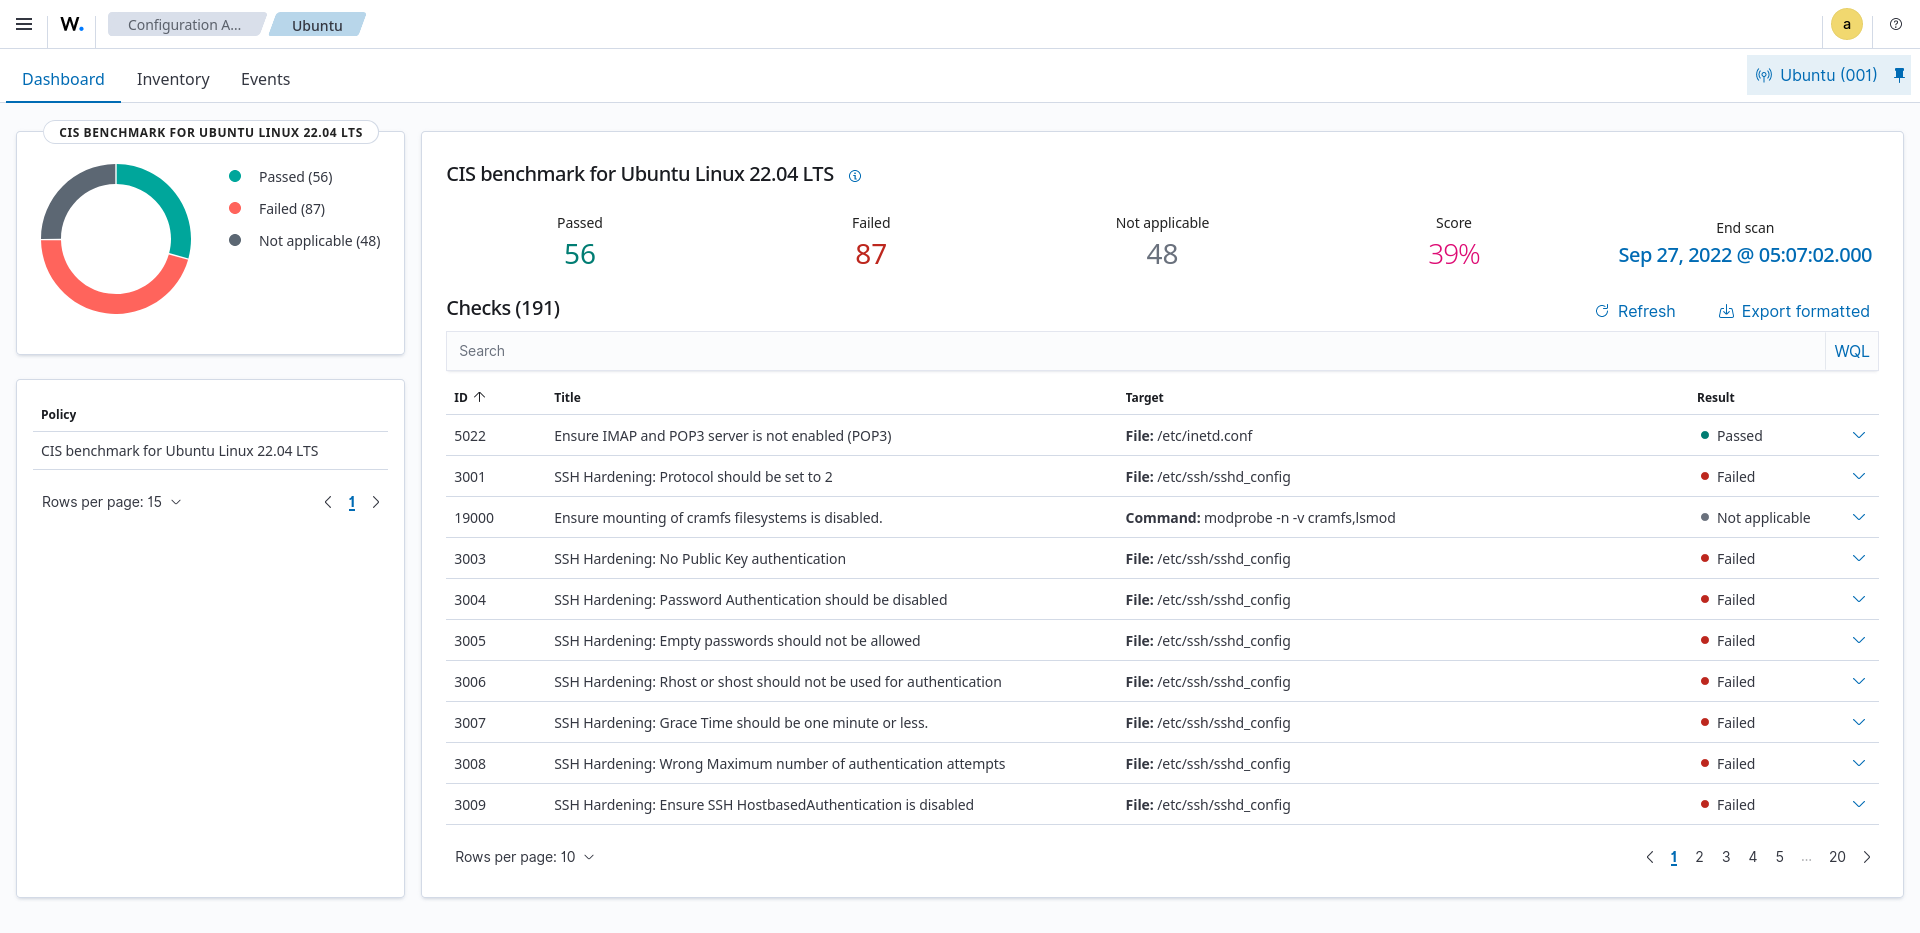 W.
Configuration A...
Ubuntu
a
Dashboard
Inventory
Events
Ubuntu (001)
CIS BENCHMARK FOR UBUNTU LINUX 22.04 LTS
Passed (56)
Failed (87)
Not applicable (48)
Policy
CIS benchmark for Ubuntu Linux 22.04 LTS
Rows per page: 15
1
CIS benchmark for Ubuntu Linux 22.04 LTS
Passed
56
Failed
87
Not applicable
48
Score
39%
End scan
Sep 27, 2022 @ 05:07:02.000
Checks (191)
Refresh
Export formatted
Search
WQL
ID Title Target Result
5022 Ensure IMAP and POP3 server is not enabled (POP3) File: /etc/inetd.conf Passed
3001 SSH Hardening: Protocol should be set to 2 File: /etc/ssh/sshd_config Failed
19000 Ensure mounting of cramfs filesystems is disabled. Command: modprobe -n -v cramfs,lsmod Not applicable
3003 SSH Hardening: No Public Key authentication File: /etc/ssh/sshd_config Failed
3004 SSH Hardening: Password Authentication should be disabled File: /etc/ssh/sshd_config Failed
3005 SSH Hardening: Empty passwords should not be allowed File: /etc/ssh/sshd_config Failed
3006 SSH Hardening: Rhost or shost should not be used for authentication File: /etc/ssh/sshd_config Failed
3007 SSH Hardening: Grace Time should be one minute or less. File: /etc/ssh/sshd_config Failed
3008 SSH Hardening: Wrong Maximum number of authentication attempts File: /etc/ssh/sshd_config Failed
3009 SSH Hardening: Ensure SSH HostbasedAuthentication is disabled File: /etc/ssh/sshd_config Failed
Rows per page: 10
1 2 3 4 5 ... 20